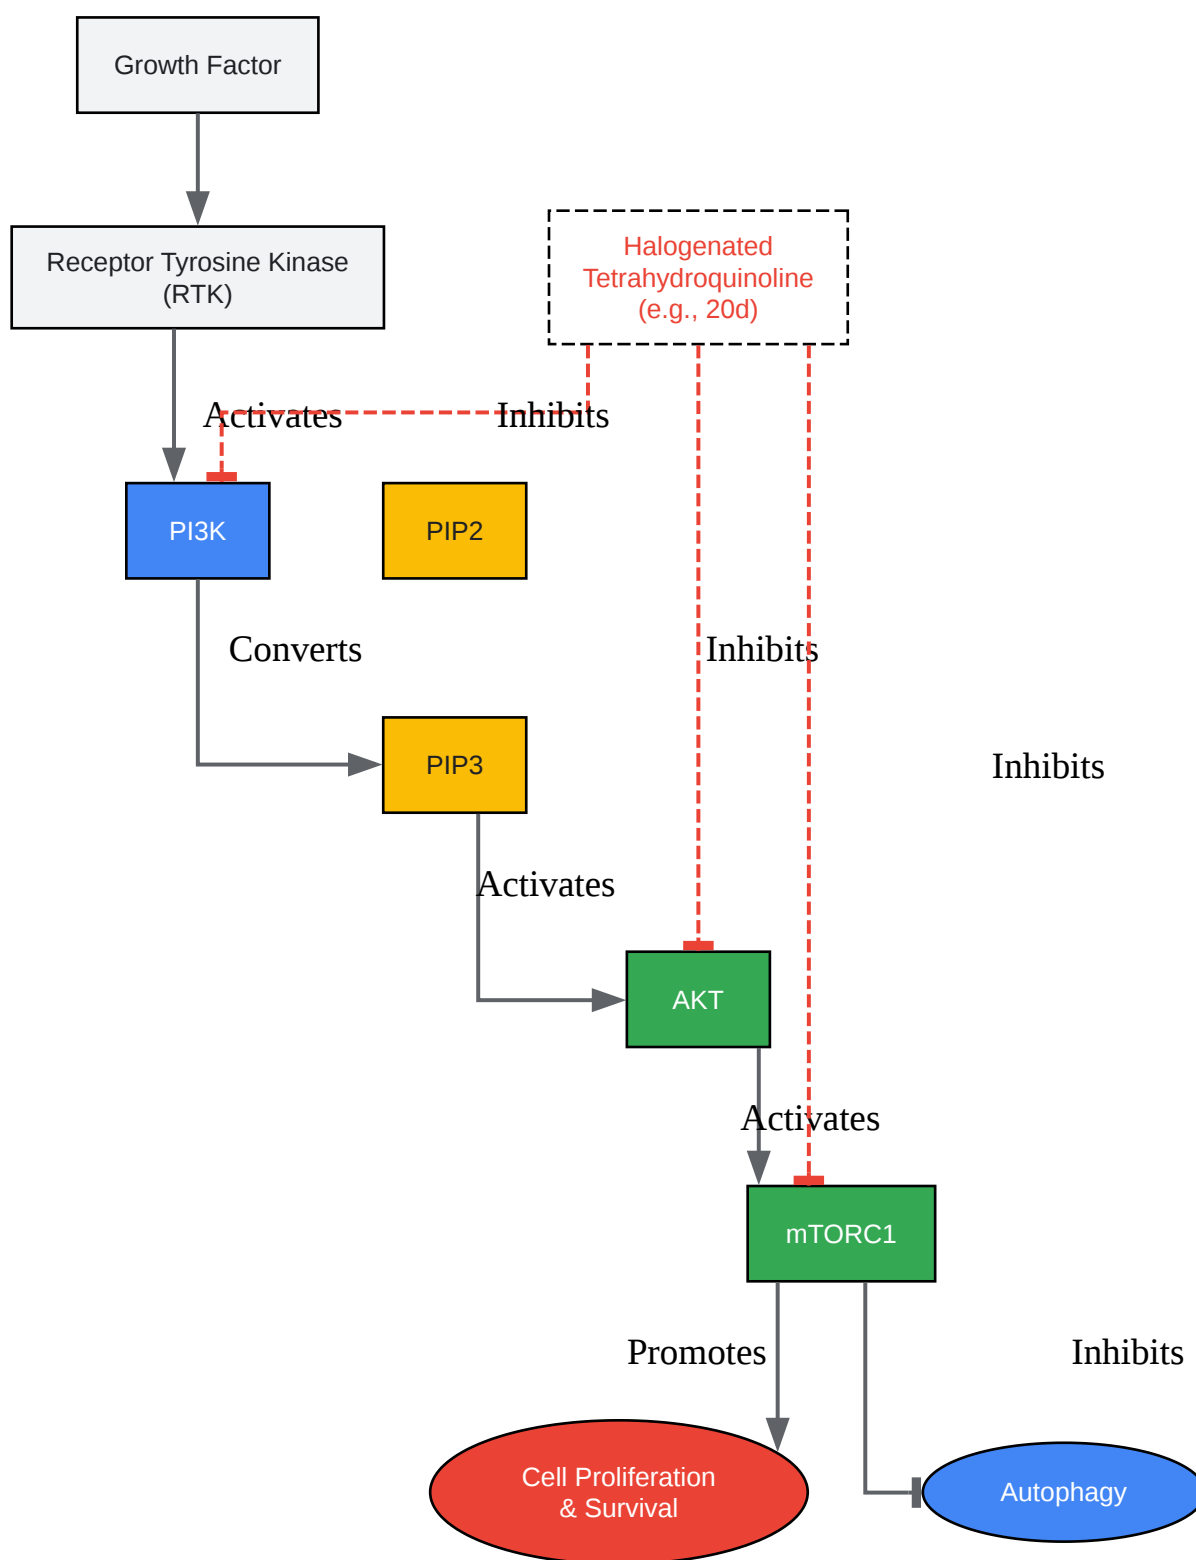 Growth Factor
Receptor Tyrosine Kinase
(RTK)
Halogenated
Tetrahydroquinoline
(e.g., 20d)
Activates
Inhibits
PI3K
PIP2
Converts
Inhibits
PIP3
Inhibits
Activates
AKT
Activates
mTORC1
Promotes
Inhibits
Cell Proliferation
& Survival
Autophagy